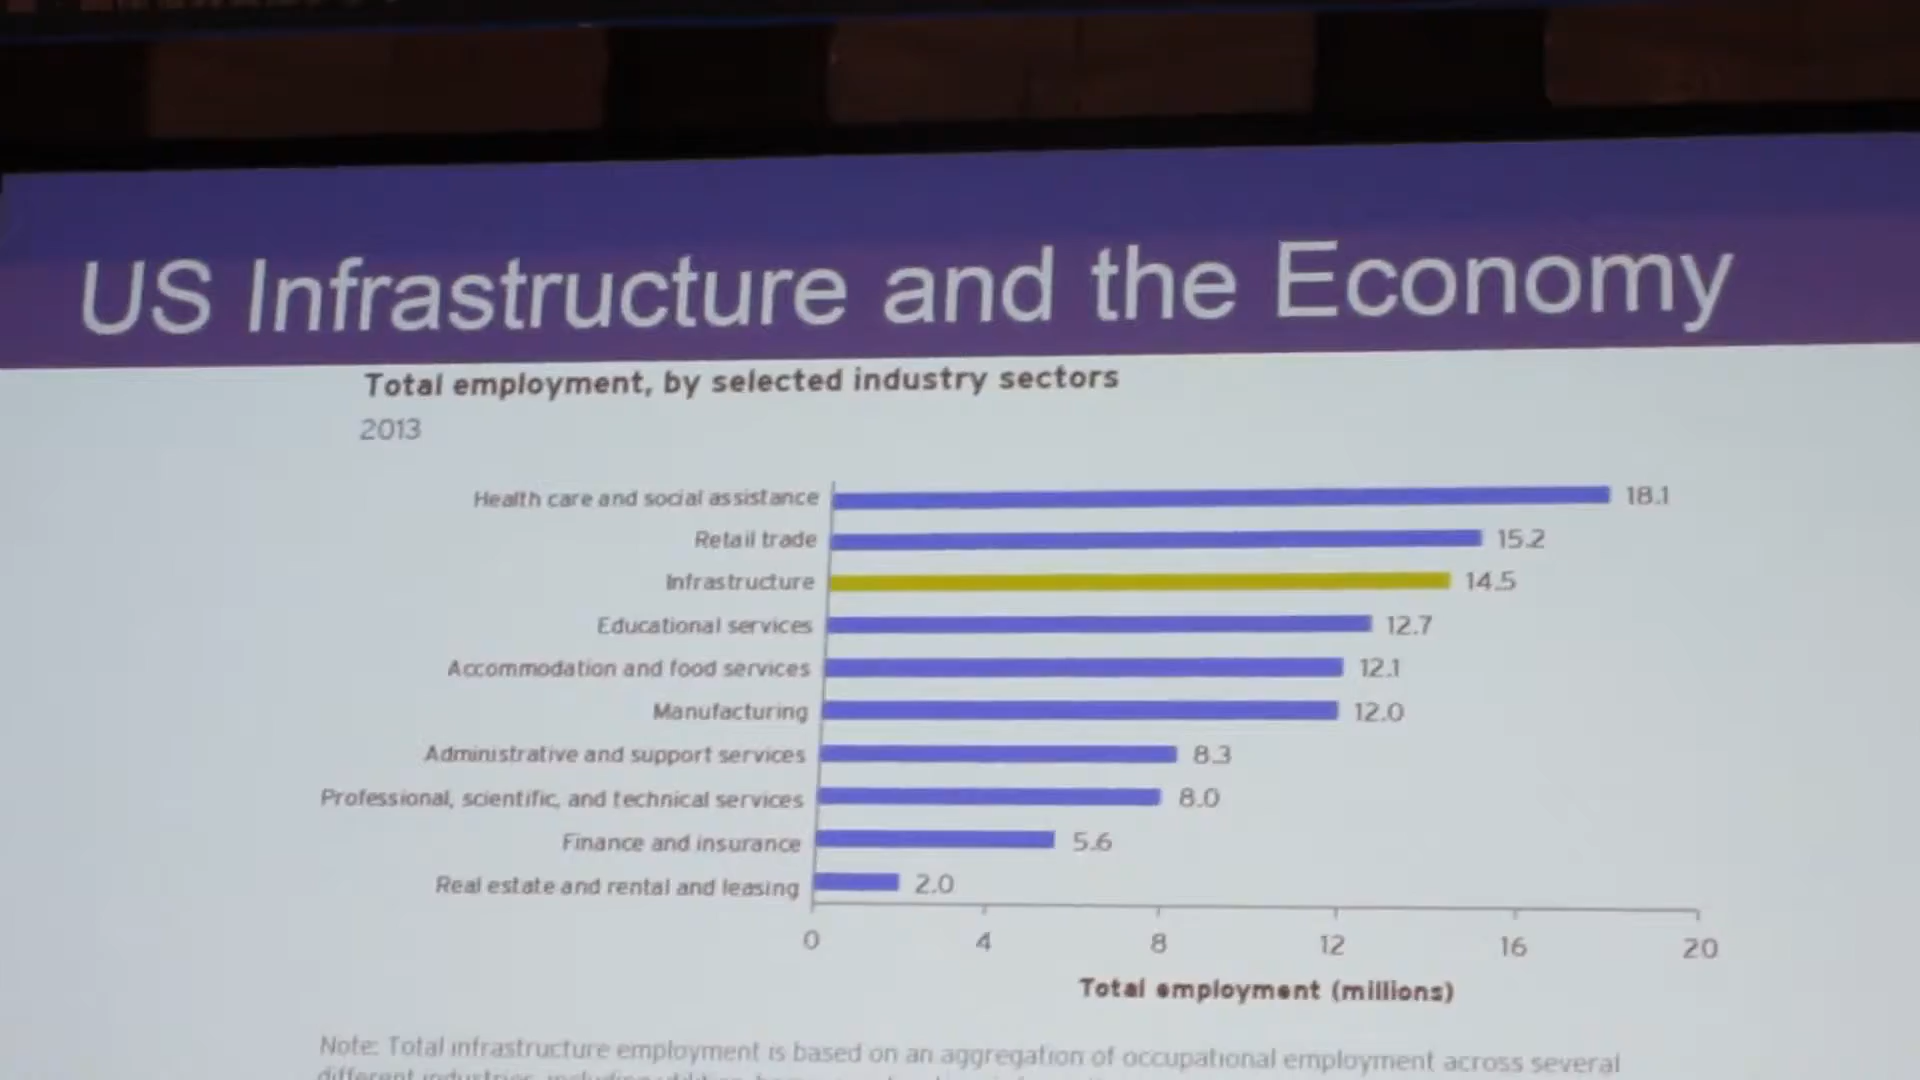 US Infrastructure and the Economy
Total employment, by selected industry sectors
2013
Health care and social assistance 18.1
Retail trade 15.2
Infrastructure 14.5
Educational services 12.7
Accommodation and food services 12.1
Manufacturing 12.0
Administrative and support services 8.3
Professional, scientific, and technical services 8.0
Finance and insurance 5.6
Real estate and rental and leasing 2.0
0 4 8 12 16 20
Total employment (millions)
Note: Total infrastructure employment is based on an aggregation of occupational employment across several
different industries, including utilities,